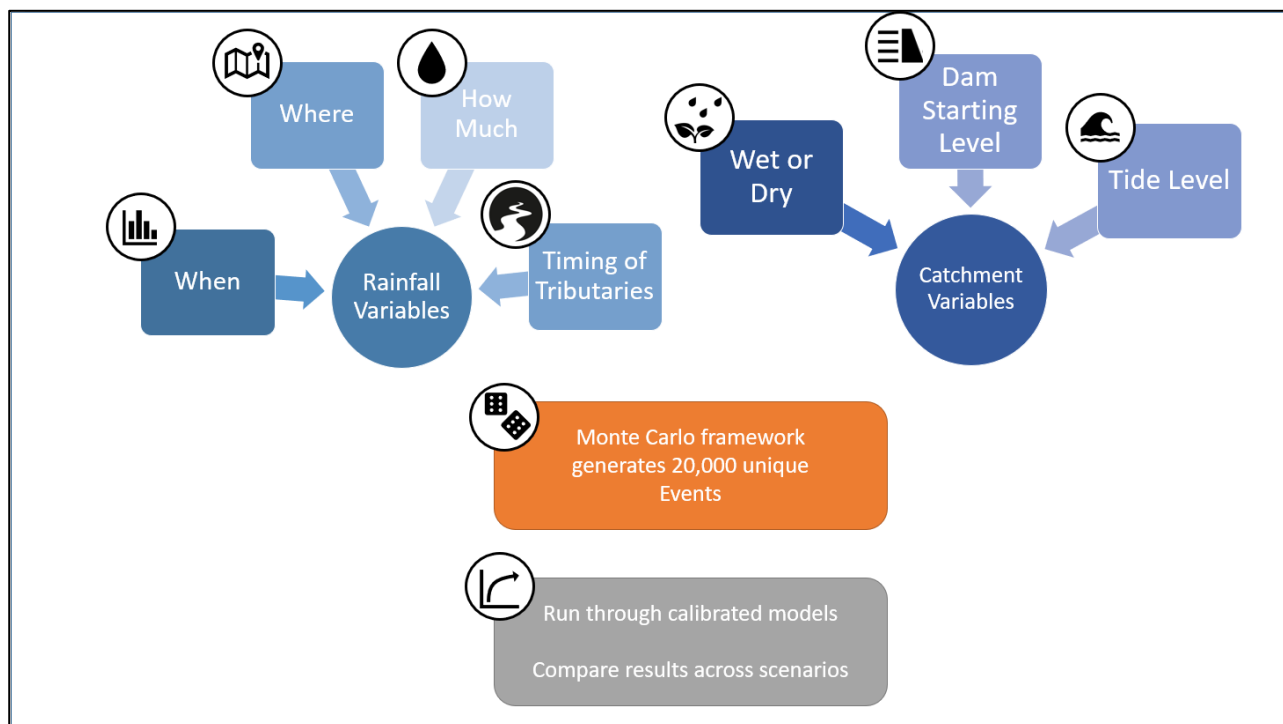 Where
How
Much
When
Rainfall
Variables
Timing of
Tributaries
Wet or
Dry
Dam
Starting
Level
Tide Level
Catchment
Variables
Monte Carlo framework
generates 20,000 unique
Events
Run through calibrated models
Compare results across scenarios